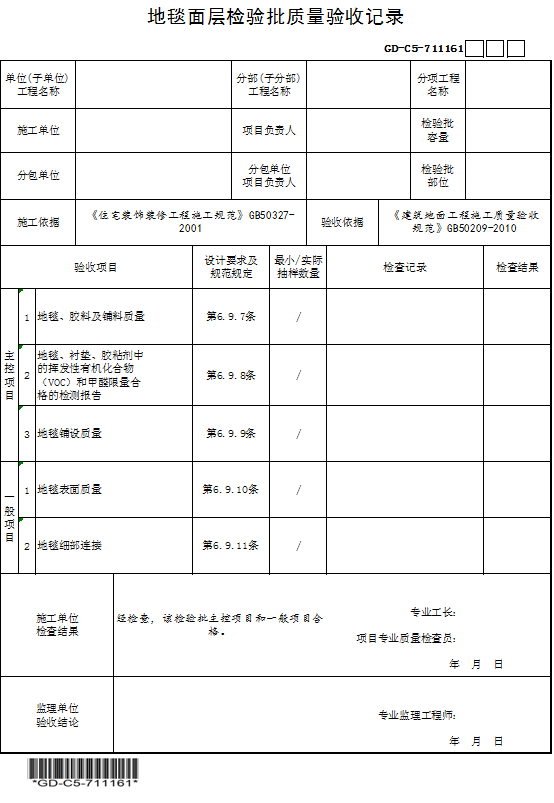 地毯面层检验批质量验收记录
GD-C5-711161
单位(子单位)
工程名称
分部(子分部)
工程名称
分项工程
名称
施工单位
项目负责人
检验批
容量
分包单位
分包单位
项目负责人
检验批
部位
施工依据
《住宅装饰装修工程施工规范》GB50327-
2001
验收依据
《建筑地面工程施工质量验收
规范》GB50209-2010
验收项目
设计要求及
规范规定
最小/实际
抽样数量
检查记录
检查结果
主控项目
1
地毯、胶料及铺料质量
第6.9.7条
/
2
地毯、衬垫、胶粘剂中
的挥发性有机化合物
（VOC）和甲醛限量合
格的检测报告
第6.9.8条
/
3
地毯铺设质量
第6.9.9条
/
一般项目
1
地毯表面质量
第6.9.10条
/
2
地毯细部连接
第6.9.11条
/
施工单位
检查结果
经检查，该检验批主控项目和一般项目合
格。
专业工长：
项目专业质量检查员：
年 月 日
监理单位
验收结论
专业监理工程师：
年 月 日
*GD-C5-711161*